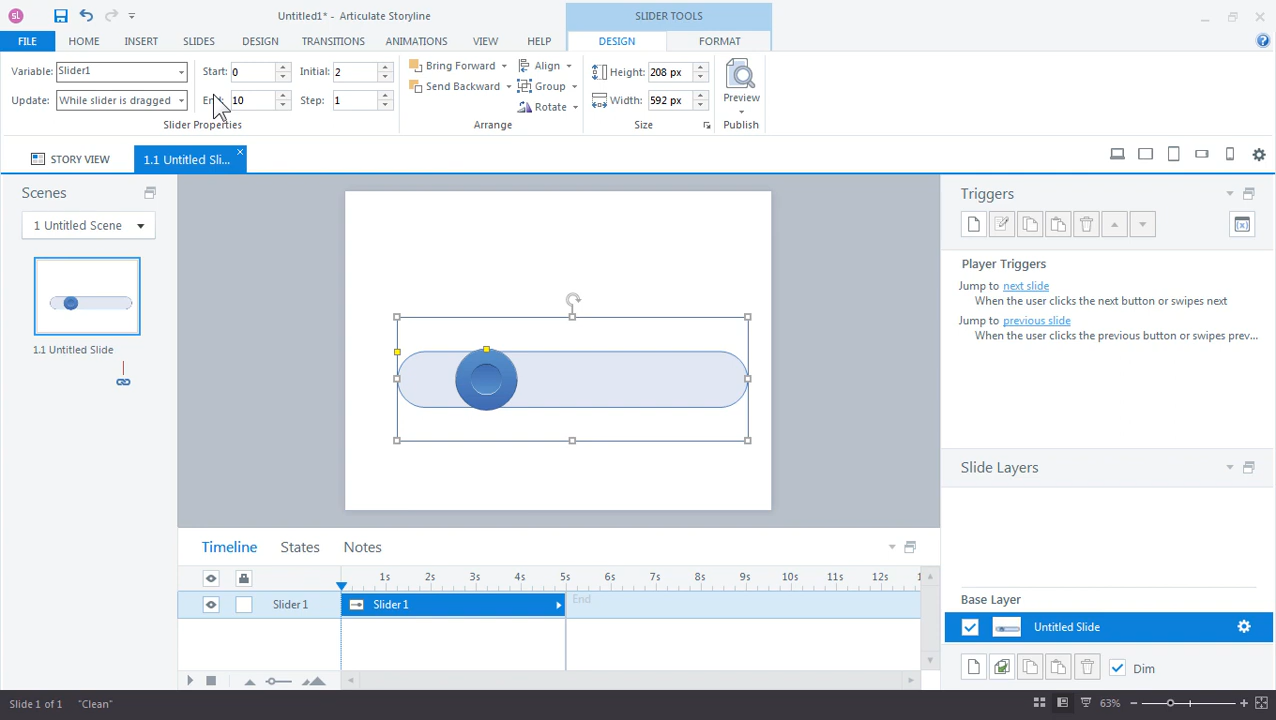 sl
Untitled1* - Articulate Storyline
SLIDER TOOLS
FILE HOME INSERT SLIDES DESIGN TRANSITIONS ANIMATIONS VIEW HELP DESIGN FORMAT
Variable: Slider1 Start: 0 Initial: 2 Bring Forward Align Height: 208 px
Update: While slider is dragged 10 Step: 1 Send Backward Group Width: 592 px Preview
Rotate
Slider Properties Arrange Size Publish
STORY VIEW 1.1 Untitled Sli...
Scenes
1 Untitled Scene
1.1 Untitled Slide
Triggers
(x)
Player Triggers
Jump to next slide
When the user clicks the next button or swipes next
Jump to previous slide
When the user clicks the previous button or swipes prev...
Slide Layers
Base Layer
Untitled Slide
Dim
Timeline States Notes
1s 2s 3s 4s 5s 6s 7s 8s 9s 10s 11s 12s
Slider 1 Slider 1 End
Slide 1 of 1 "Clean" 63%